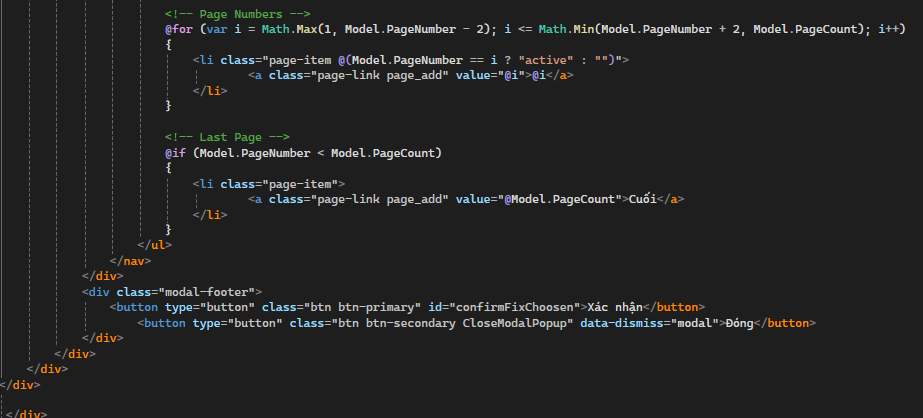 <!-- Page Numbers -->
@for (var i = Math.Max(1, Model.PageNumber - 2); i <= Math.Min(Model.PageNumber + 2, Model.PageCount); i++)
{
<li class="page-item @(Model.PageNumber == i ? "active" : "")">
<a class="page-link page_add" value="@i">@i</a>
</li>
}
<!-- Last Page -->
@if (Model.PageNumber < Model.PageCount)
{
<li class="page-item">
<a class="page-link page_add" value="@Model.PageCount">Cuối</a>
</li>
}
</ul>
</nav>
</div>
<div class="modal-footer">
<button type="button" class="btn btn-primary" id="confirmFixChoosen">Xác nhận</button>
<button type="button" class="btn btn-secondary CloseModalPopup" data-dismiss="modal">Đóng</button>
</div>
</div>
</div>
</div>
</div>